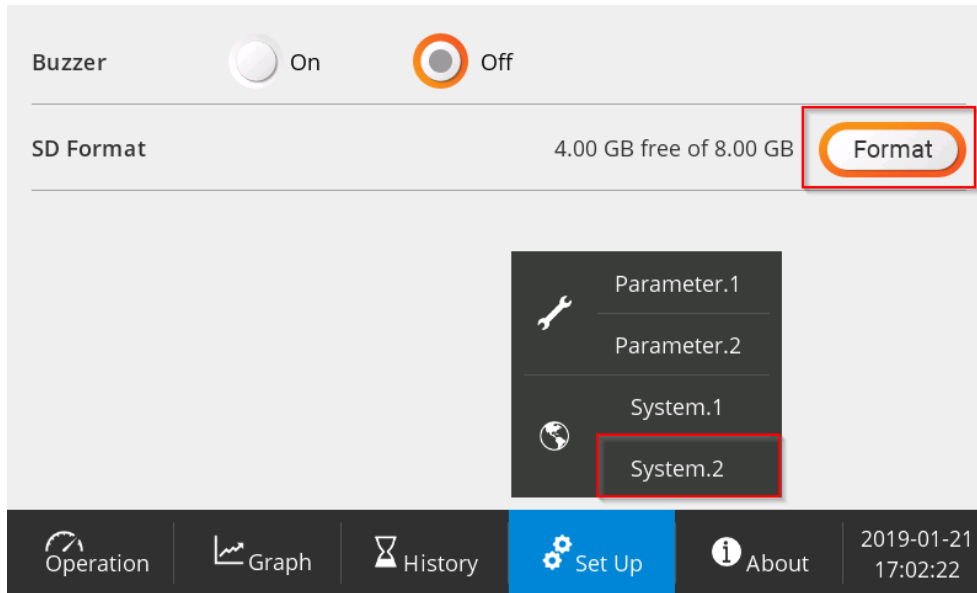 Buzzer On Off
SD Format 4.00 GB free of 8.00 GB Format
Parameter.1
Parameter.2
System.1
System.2
Operation Graph History Set Up About 2019-01-21
17:02:22